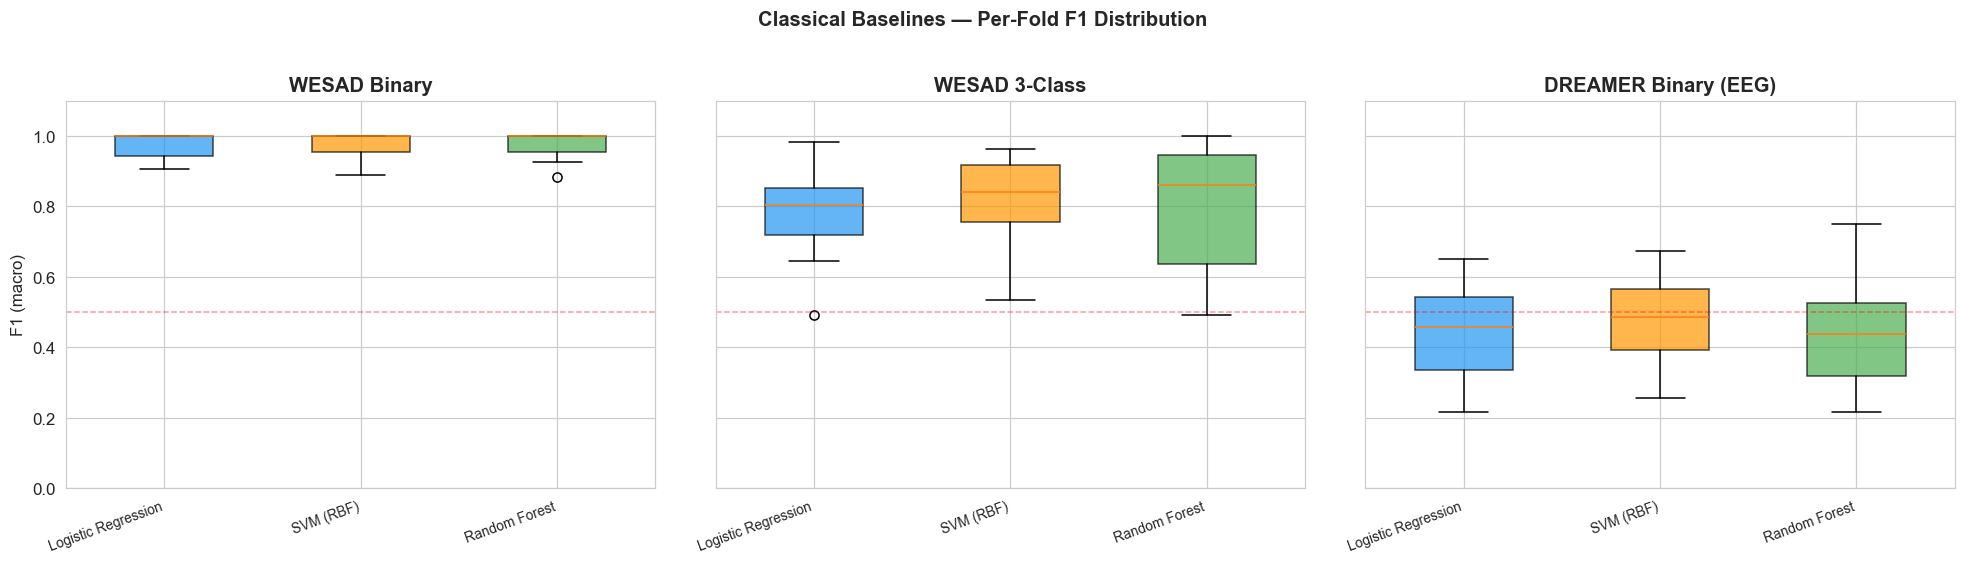 Classical Baselines — Per-Fold F1 Distribution
WESAD Binary
WESAD 3-Class
DREAMER Binary (EEG)
F1 (macro)
1.0
0.8
0.6
0.4
0.2
0.0
Logistic Regression
SVM (RBF)
Random Forest
Logistic Regression
SVM (RBF)
Random Forest
Logistic Regression
SVM (RBF)
Random Forest